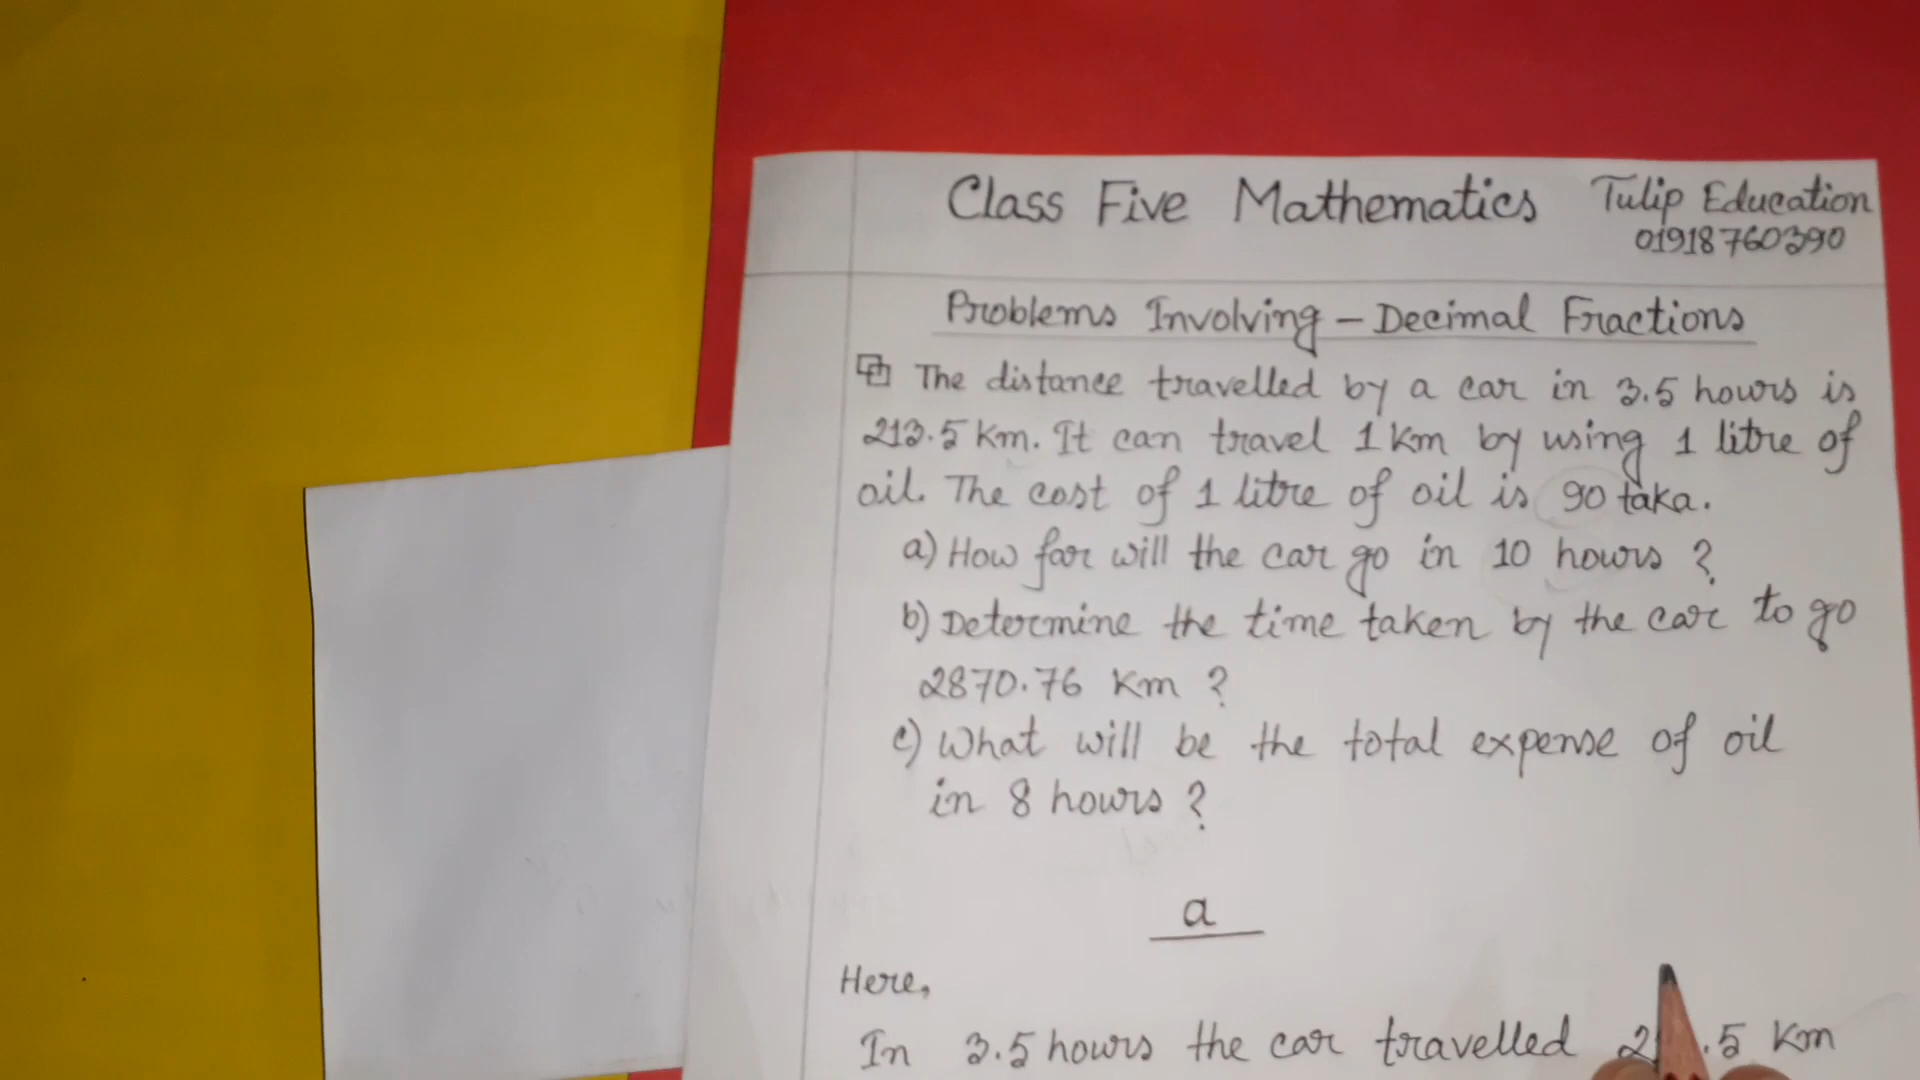 Class Five Mathematics Tulip Education
01918760390
Problems Involving - Decimal Fractions
The distance travelled by a car in 3.5 hours is
213.5 km. It can travel 1 km by using 1 litre of
oil. The cost of 1 litre of oil is 90 taka.
a) How far will the car go in 10 hours ?
b) Determine the time taken by the car to go
2870.76 km ?
c) What will be the total expense of oil
in 8 hours ?
a
Here,
In 3.5 hours the car travelled .5 km